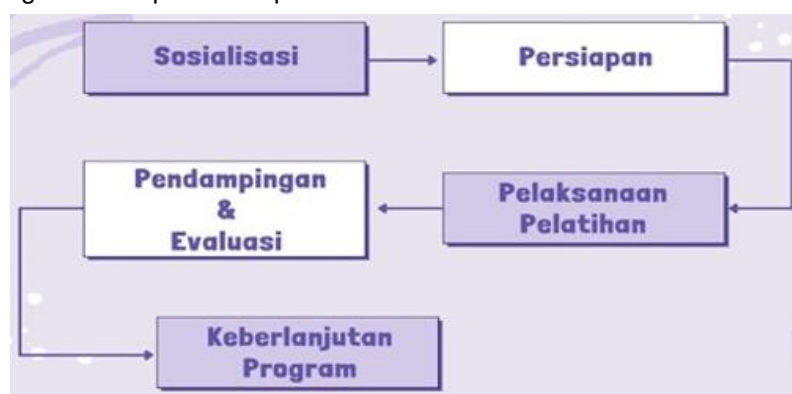 Sosialisasi
Persiapan
Pelaksanaan
Pelatihan
Pendampingan
&
Evaluasi
Keberlanjutan
Program